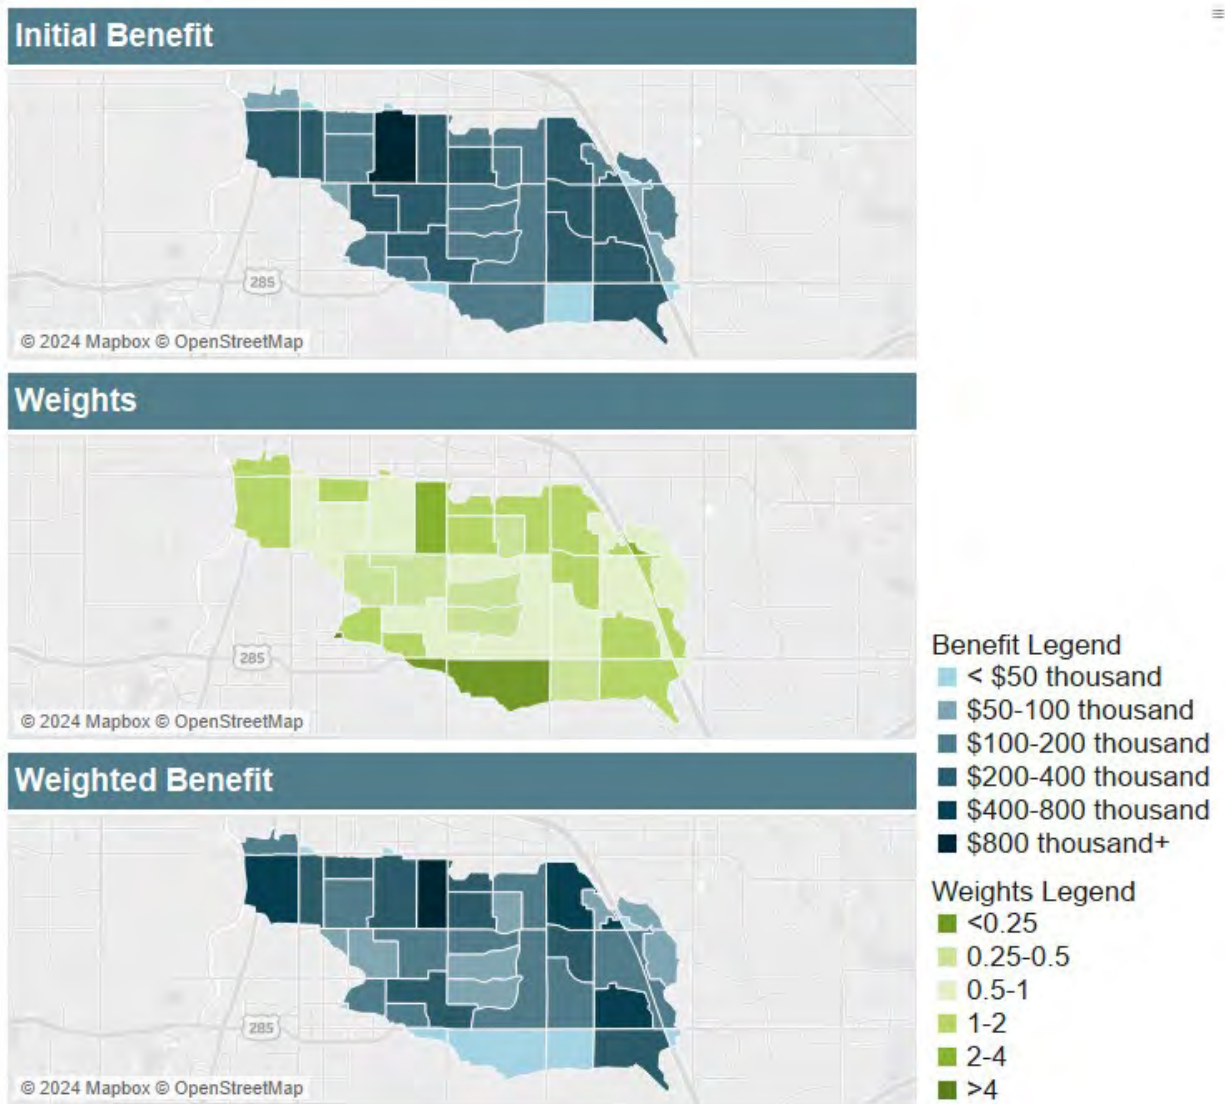 Initial Benefit
285
© 2024 Mapbox © OpenStreetMap
Weights
285
© 2024 Mapbox © OpenStreetMap
Weighted Benefit
285
© 2024 Mapbox © OpenStreetMap
Benefit Legend
< $50 thousand
$50-100 thousand
$100-200 thousand
$200-400 thousand
$400-800 thousand
$800 thousand+
Weights Legend
<0.25
0.25-0.5
0.5-1
1-2
2-4
>4